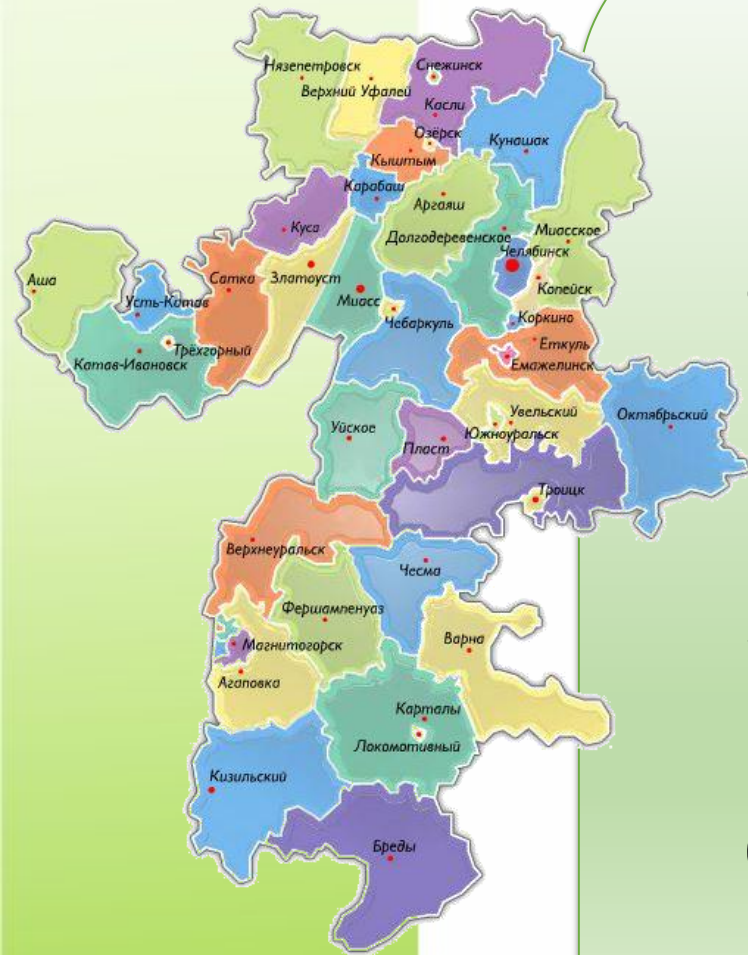 Нязепетровск
Снежинск
Верхний Уфалей
Касли
Озёрск
Кунашак
Кыштым
Карабаш
Аргаяш
Куса
Долгодеревенское
Миасское
Челябинск
Аша
Сатка
Златоуст
Копейск
Усть-Катав
Миасс
Чебаркуль
Коркино
Трёхгорный
Еткуль
Катав-Ивановск
Емажелинск
Увельский
Октябрьский
Уйское
Южноуральск
Пласт
Троицк
Верхнеуральск
Чесма
Фершампенуаз
Магнитогорск
Варна
Агаповка
Карталы
Локомотивный
Кизильский
Бреды